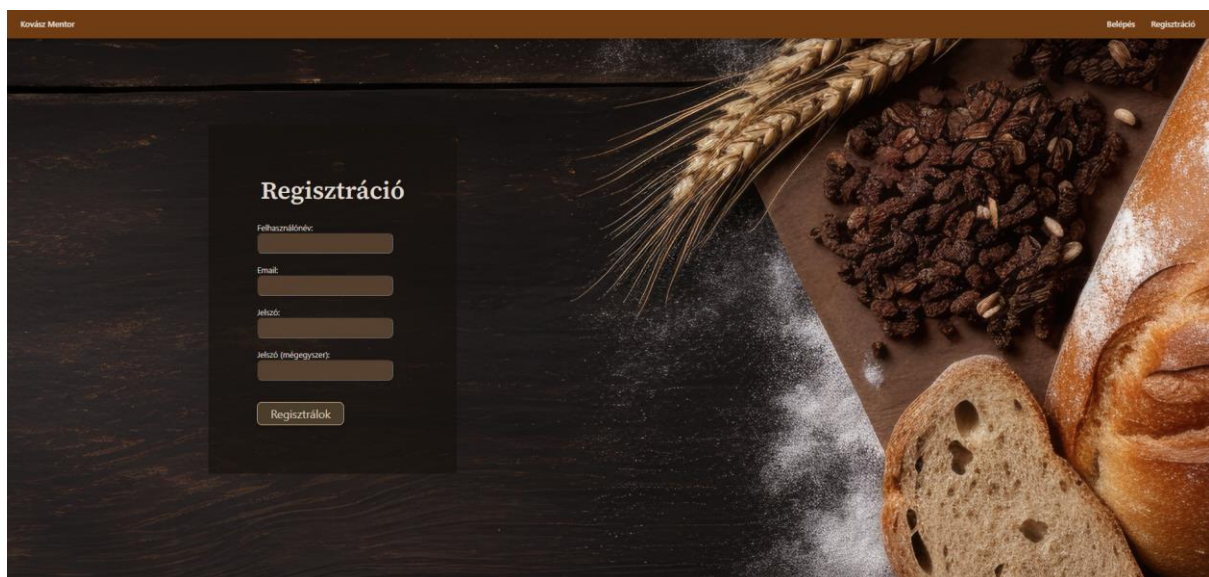 Kovász Mentor
Belépés Regisztráció
Regisztráció
Felhasználónév:
Email:
Jelszó:
Jelszó (mégegyszer):
Regisztrálok